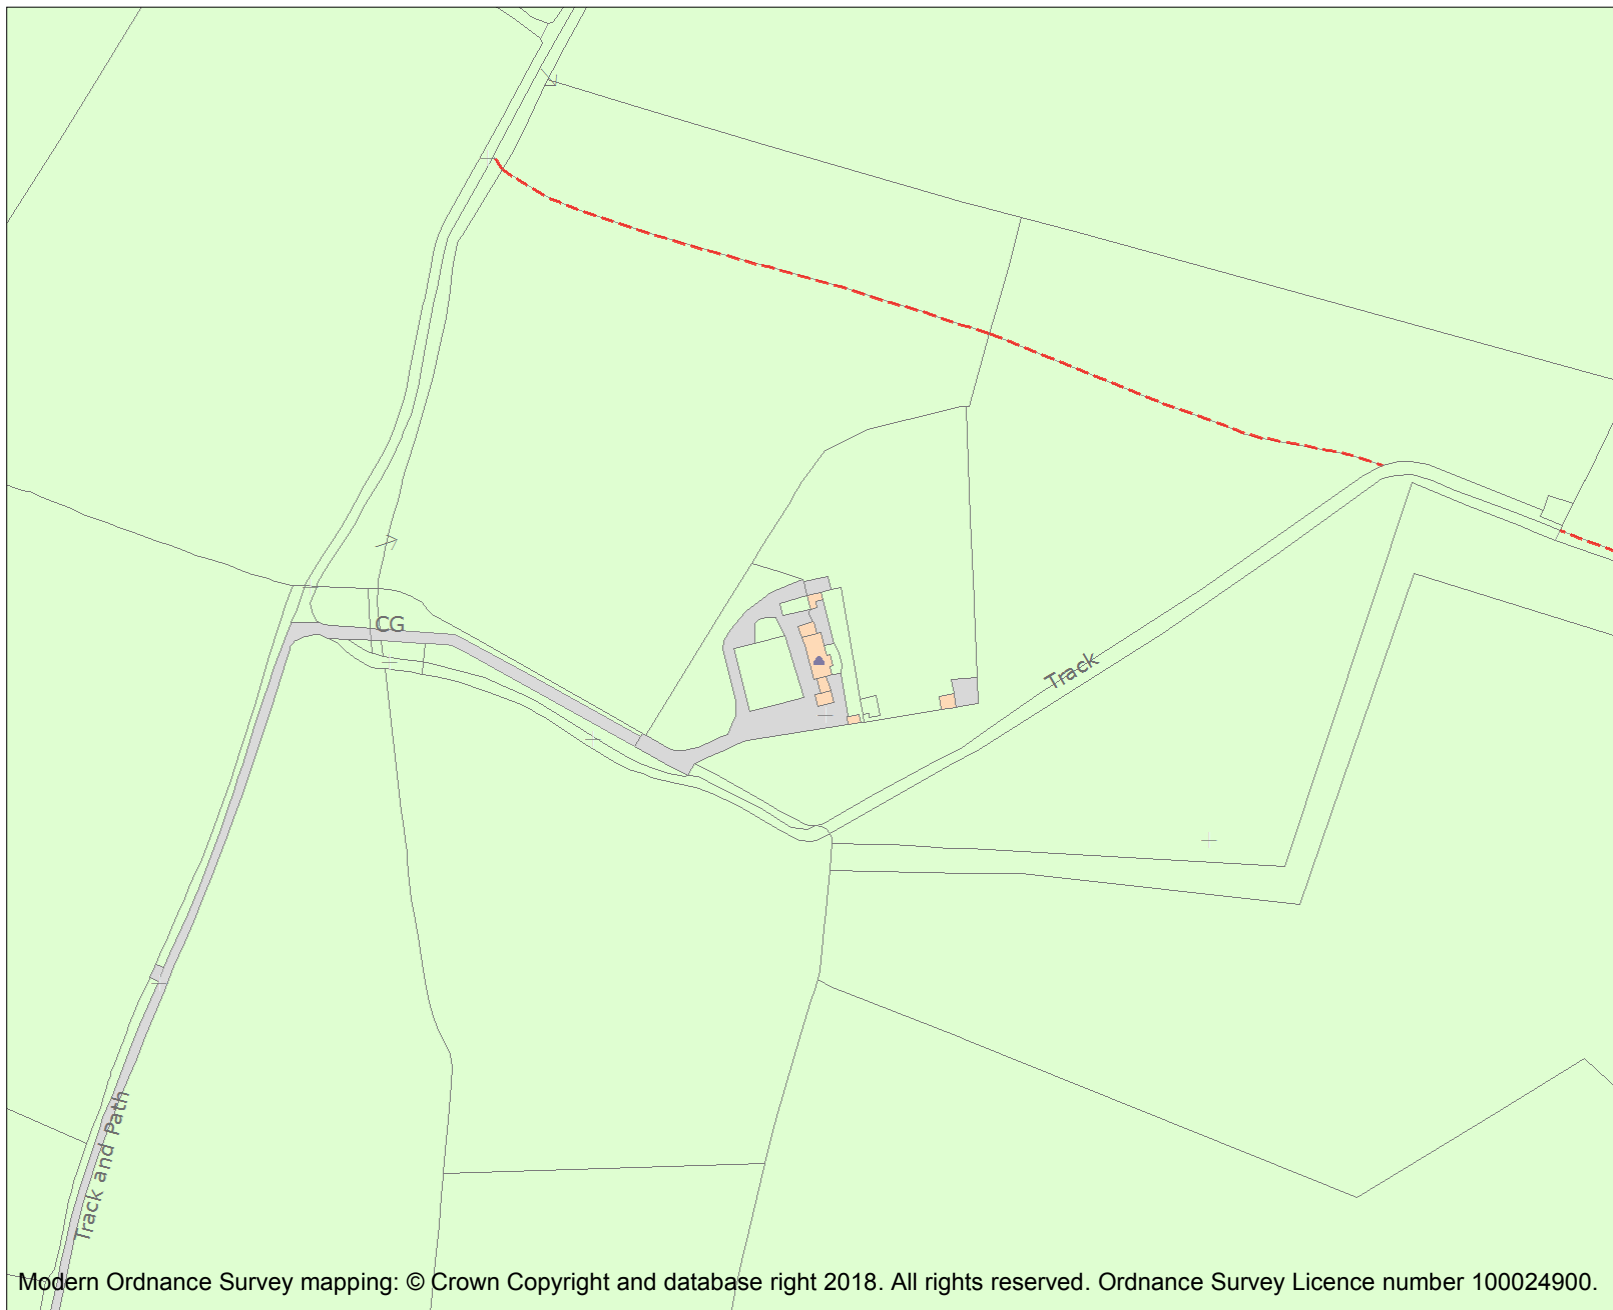 CG
Track
Track and Path
Modern Ordnance Survey mapping: © Crown Copyright and database right 2018. All rights reserved. Ordnance Survey Licence number 100024900.